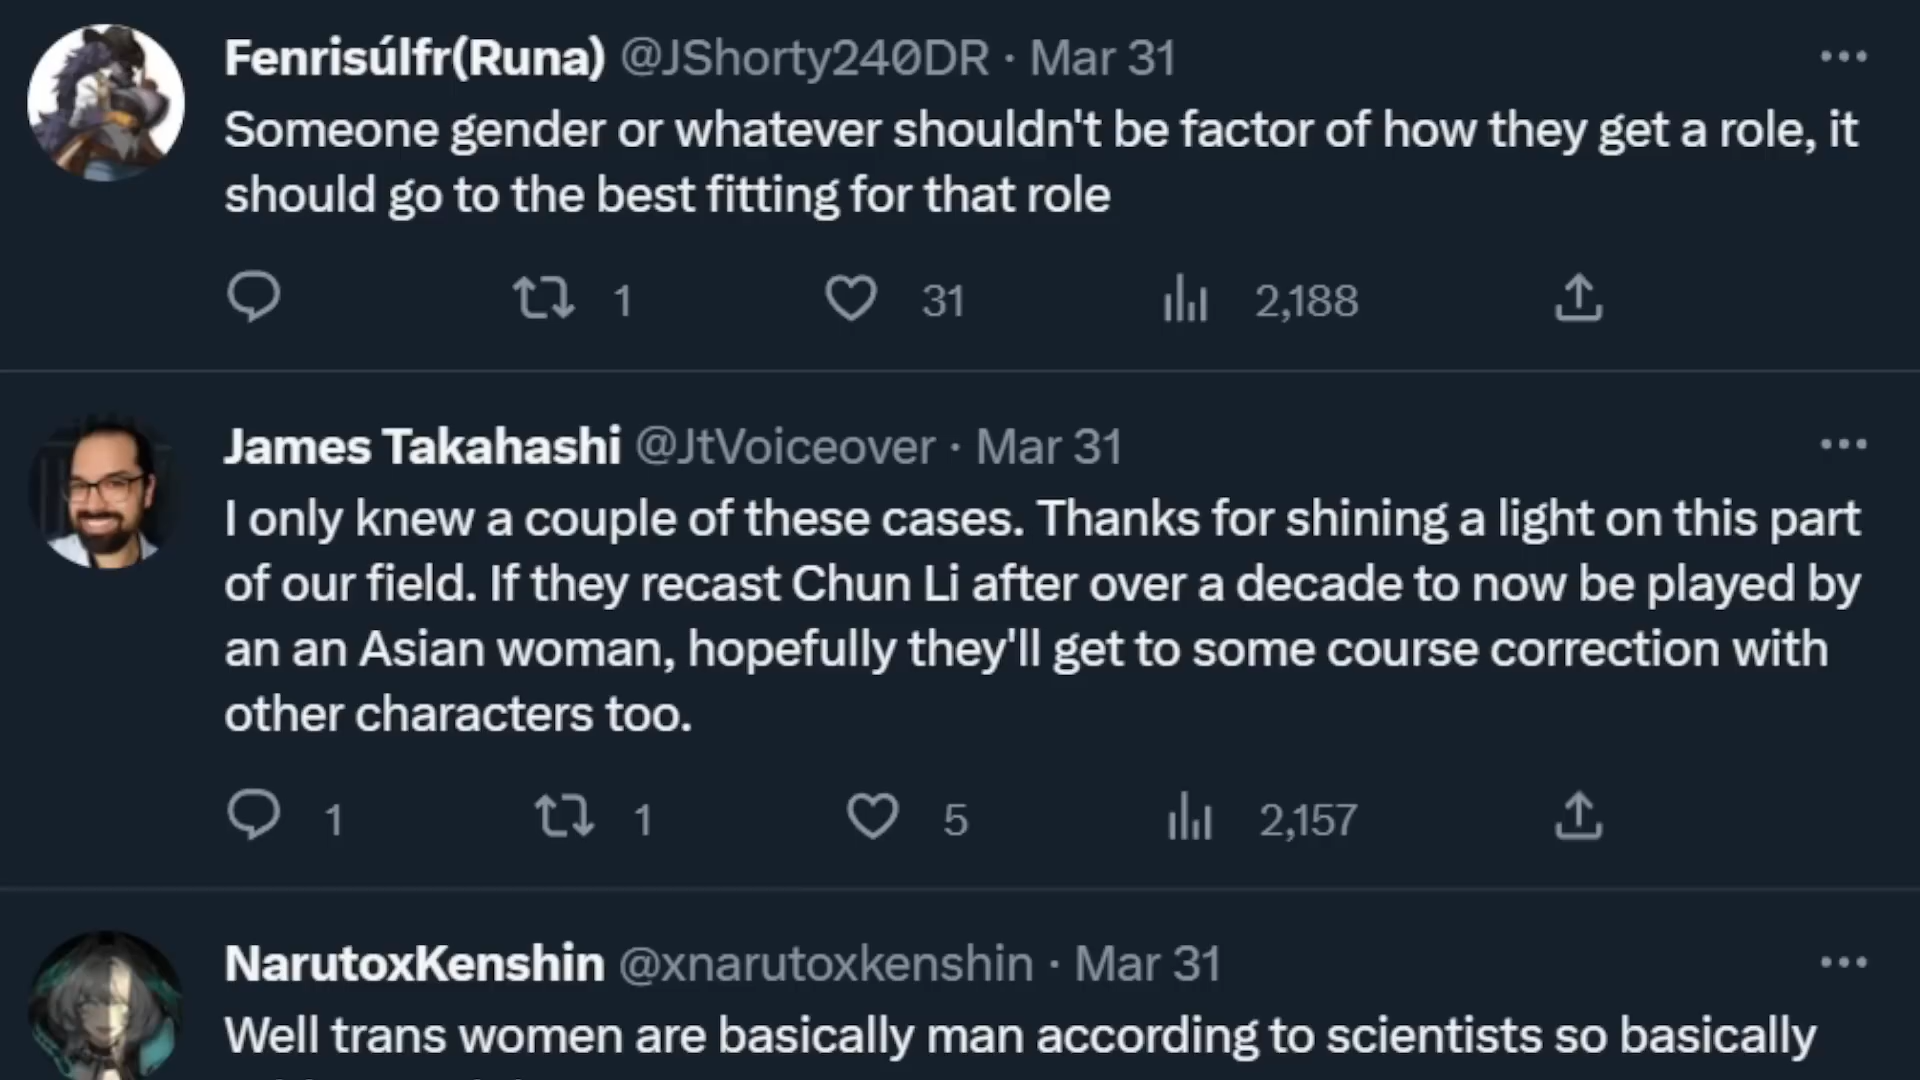 Fenrisúlfr(Runa) @JShorty240DR · Mar 31
Someone gender or whatever shouldn't be factor of how they get a role, it
should go to the best fitting for that role
1 31 2,188
James Takahashi @JtVoiceover · Mar 31
I only knew a couple of these cases. Thanks for shining a light on this part
of our field. If they recast Chun Li after over a decade to now be played by
an an Asian woman, hopefully they'll get to some course correction with
other characters too.
1 1 5 2,157
NarutoxKenshin @xnarutoxkenshin · Mar 31
Well trans women are basically man according to scientists so basically